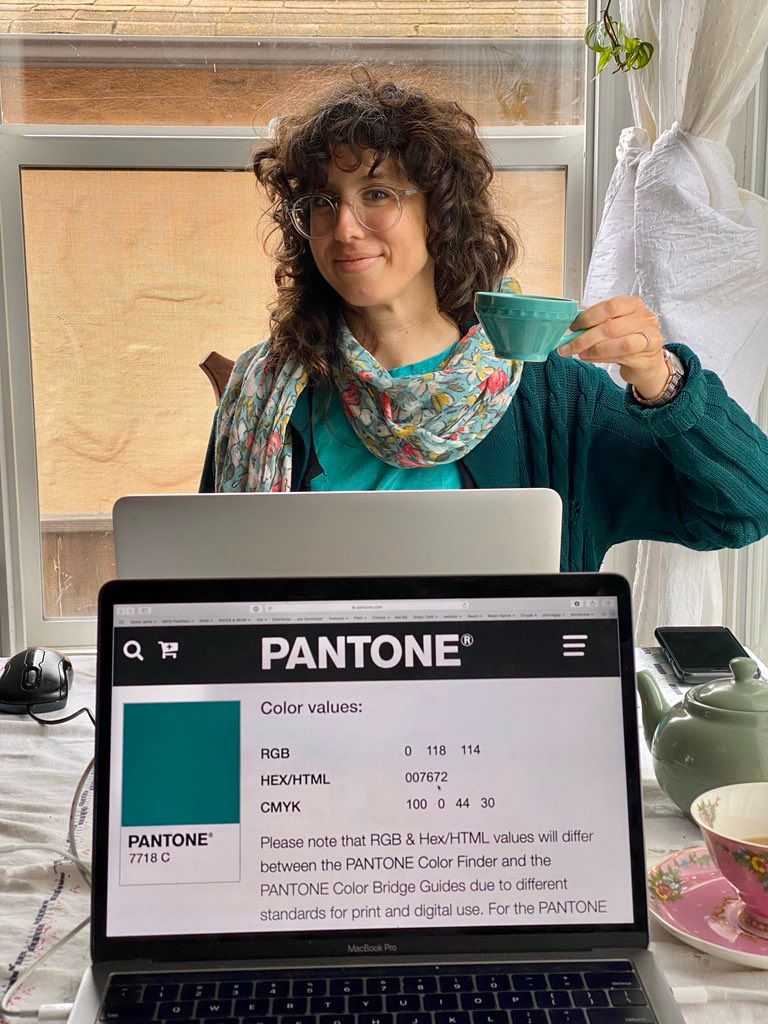 pantone.com
PANTONE®
Color values:
RGB 0 118 114
HEX/HTML 007672
CMYK 100 0 44 30
PANTONE®
7718 C
Please note that RGB & Hex/HTML values will differ
between the PANTONE Color Finder and the
PANTONE Color Bridge Guides due to different
standards for print and digital use. For the PANTONE
MacBook Pro
Q W E R T Y U I O P